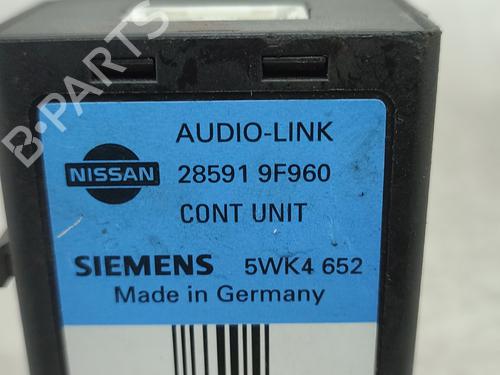 B-PARTS
AUDIO-LINK
NISSAN
28591 9F960
CONT UNIT
SIEMENS 5WK4 652
Made in Germany